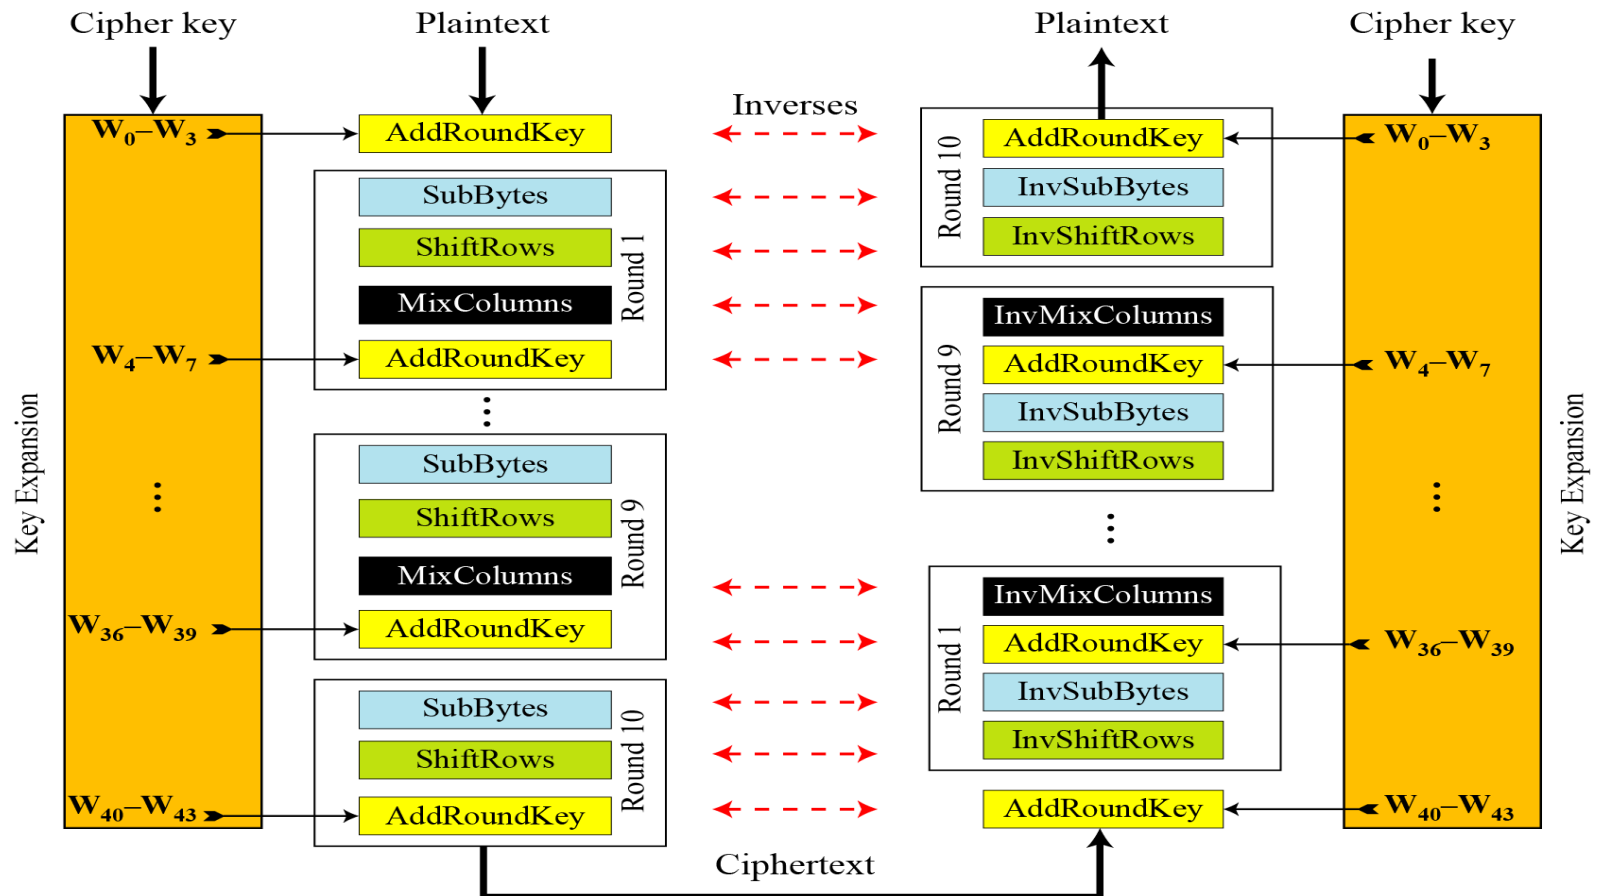 Cipher key
Plaintext
Plaintext
Cipher key
Inverses
W0–W3
AddRoundKey
AddRoundKey
W0–W3
SubBytes
InvSubBytes
ShiftRows
InvShiftRows
Round 1
Round 10
MixColumns
InvMixColumns
W4–W7
AddRoundKey
AddRoundKey
W4–W7
...
InvSubBytes
Round 9
SubBytes
InvShiftRows
Key Expansion
...
...
Key Expansion
ShiftRows
...
Round 9
MixColumns
InvMixColumns
W36–W39
AddRoundKey
AddRoundKey
W36–W39
Round 1
SubBytes
InvSubBytes
ShiftRows
InvShiftRows
Round 10
W40–W43
AddRoundKey
AddRoundKey
W40–W43
Ciphertext